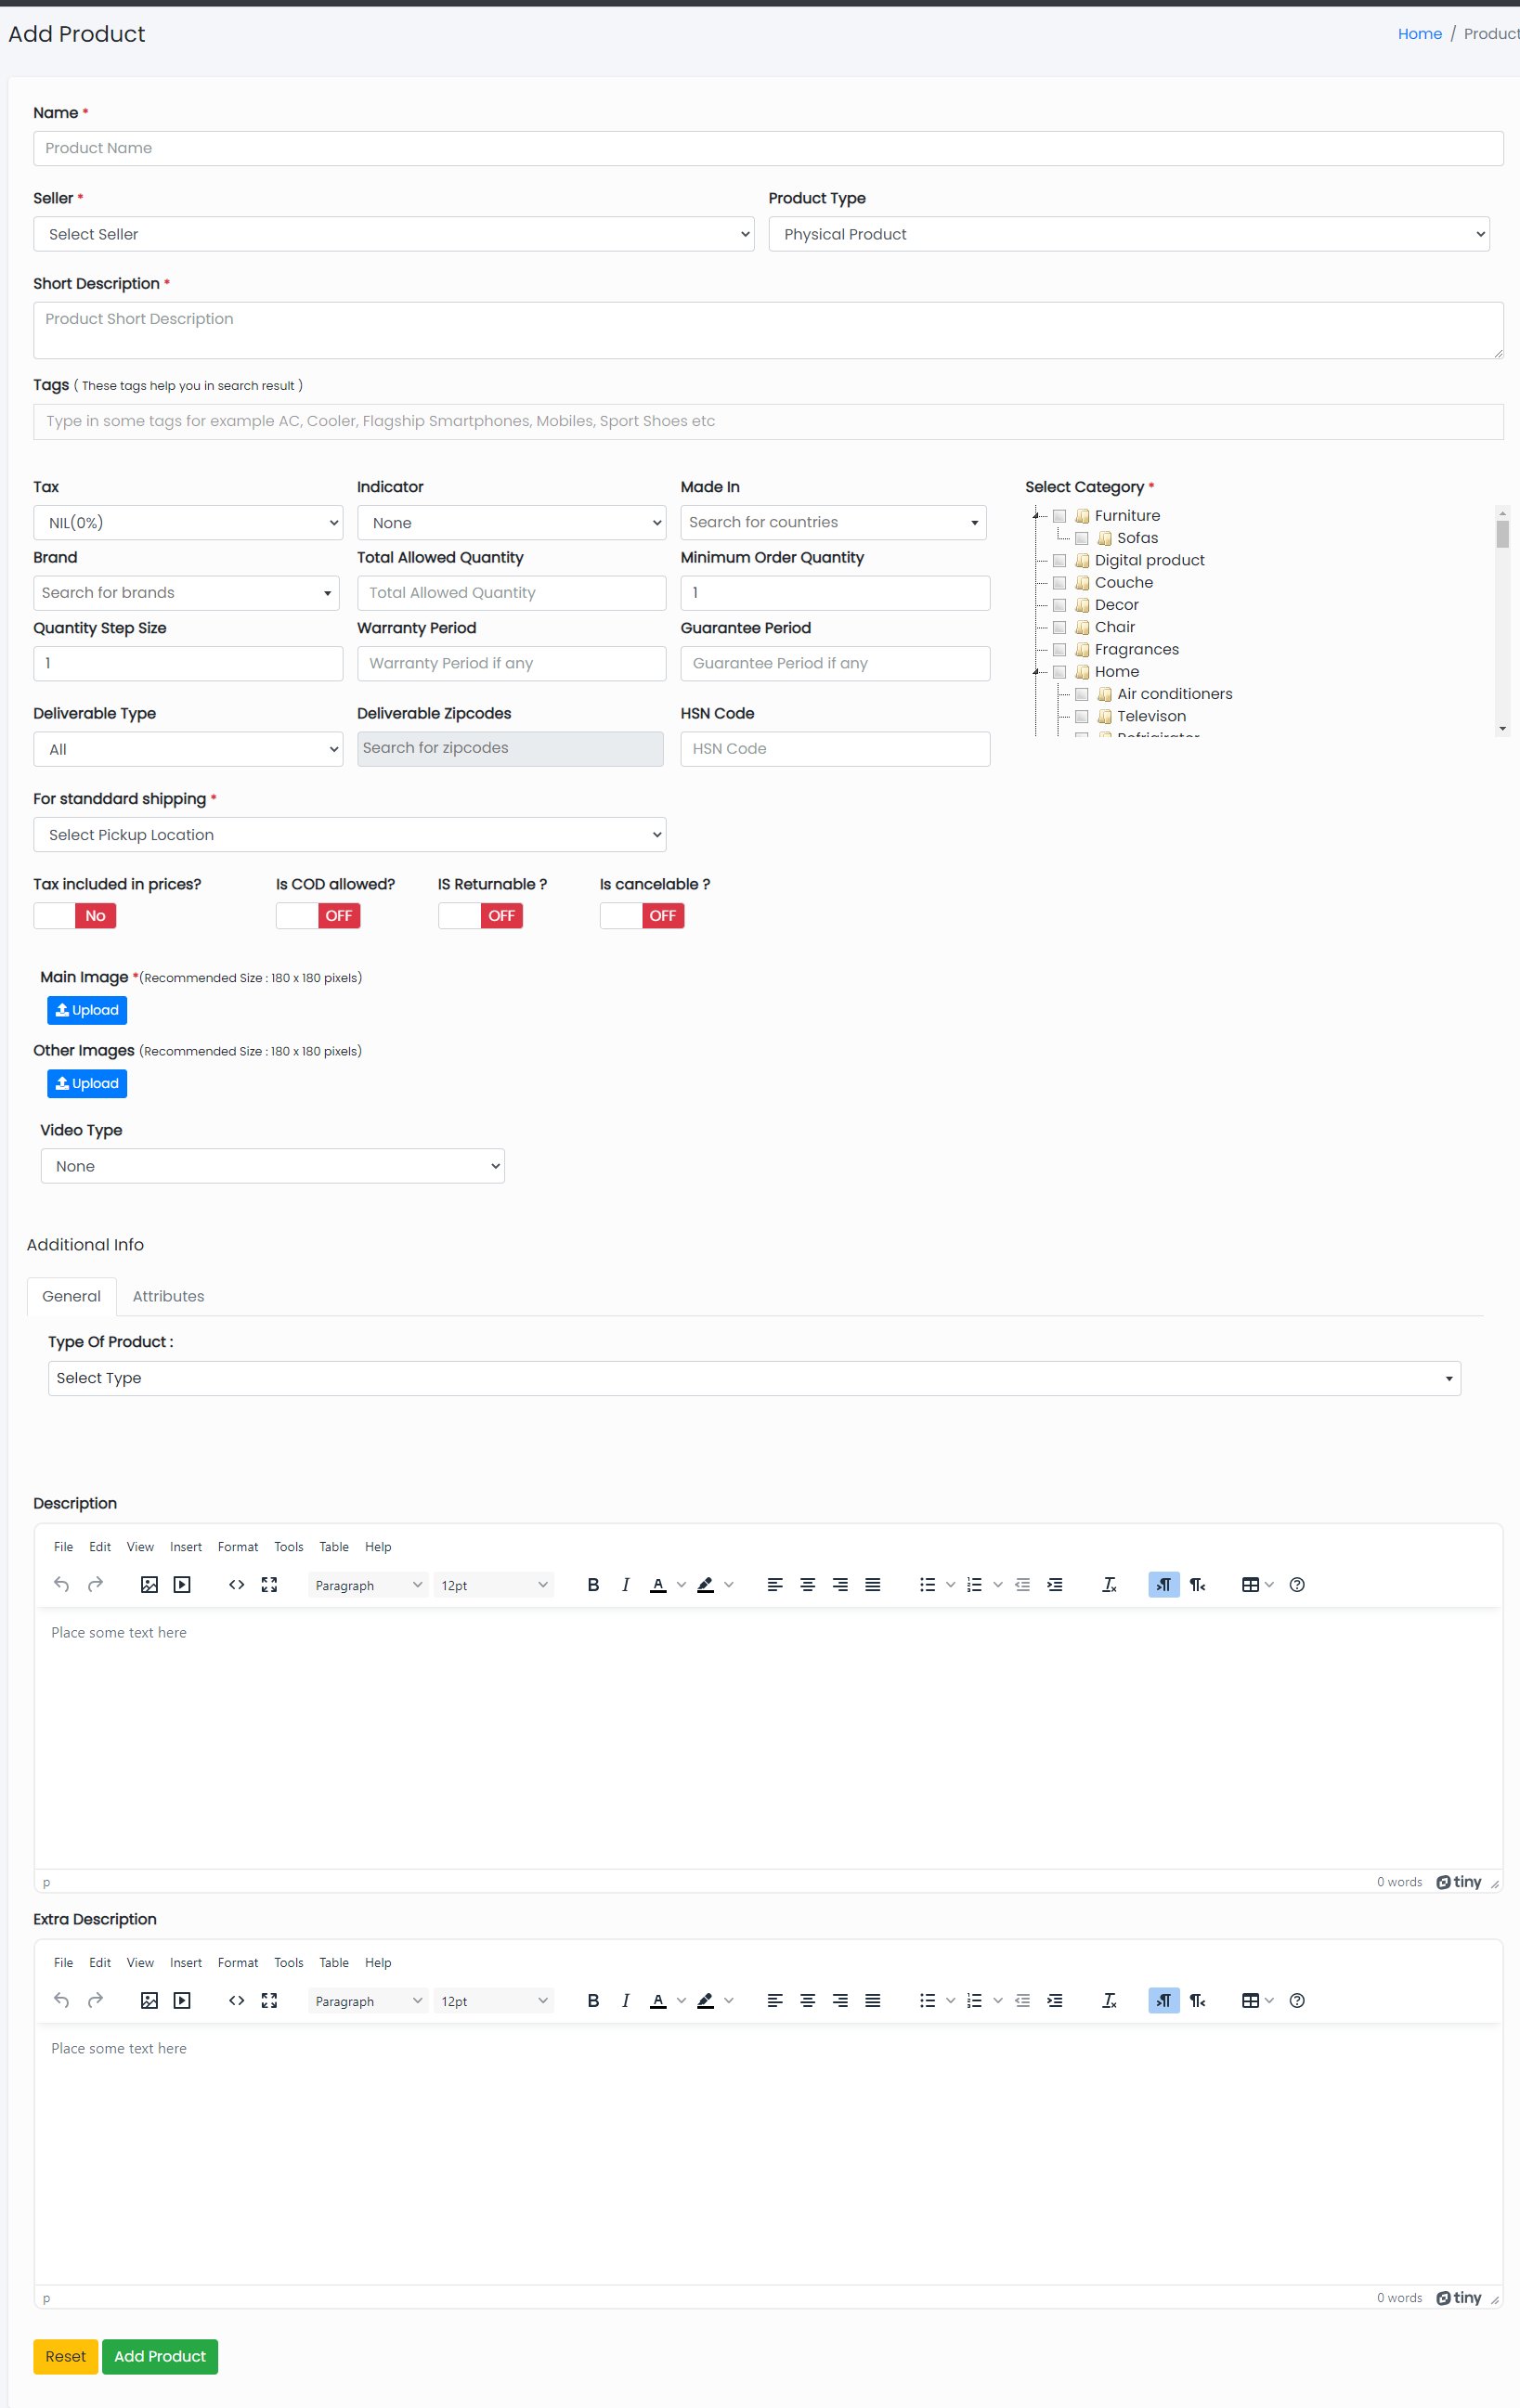 Add Product
Home / Product
Name *
Product Name
Seller * Product Type
Select Seller Physical Product
Short Description *
Product Short Description
Tags ( These tags help you in search result )
Type in some tags for example AC, Cooler, Flagship Smartphones, Mobiles, Sport Shoes etc
Tax Indicator Made In
NIL(0%) None Search for countries
Brand Total Allowed Quantity Minimum Order Quantity
Search for brands Total Allowed Quantity 1
Quantity Step Size Warranty Period Guarantee Period
1 Warranty Period if any Guarantee Period if any
Deliverable Type Deliverable Zipcodes HSN Code
All Search for zipcodes HSN Code
Select Category *
Furniture
Sofas
Digital product
Couche
Decor
Chair
Fragrances
Home
Air conditioners
Televison
Refrigirator
For standdard shipping *
Select Pickup Location
Tax included in prices? Is COD allowed? IS Returnable ? Is cancelable ?
No OFF OFF OFF
Main Image *(Recommended Size : 180 x 180 pixels)
Upload
Other Images (Recommended Size : 180 x 180 pixels)
Upload
Video Type
None
Additional Info
General Attributes
Type Of Product :
Select Type
Description
File Edit View Insert Format Tools Table Help
Paragraph 12pt
Place some text here
p 0 words tiny
Extra Description
File Edit View Insert Format Tools Table Help
Paragraph 12pt
Place some text here
p 0 words tiny
Reset Add Product